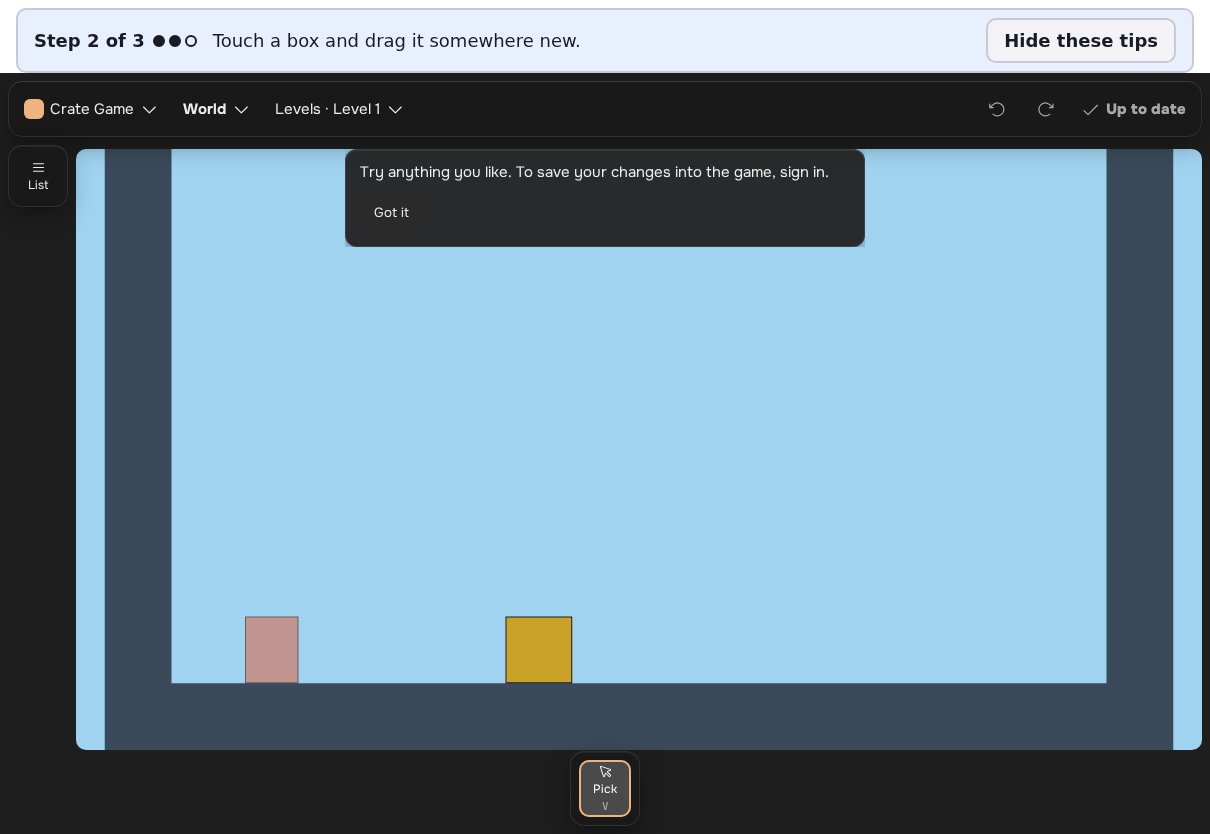 Step 2 of 3 Touch a box and drag it somewhere new. Hide these tips
Crate Game World Levels · Level 1 Up to date
List
Try anything you like. To save your changes into the game, sign in.
Got it
Pick
V